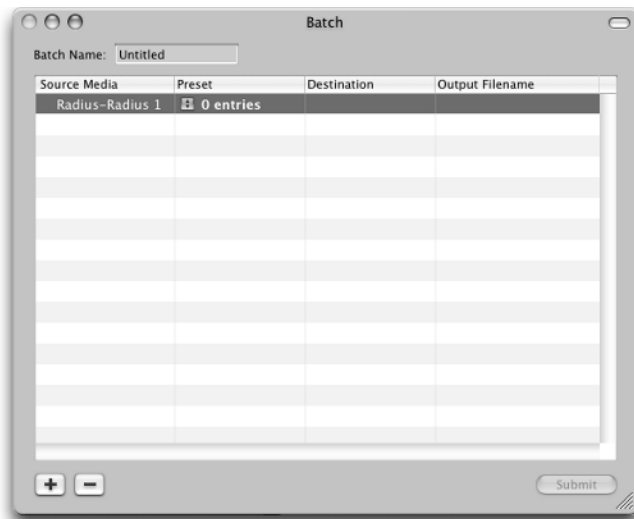 Batch
Batch Name: Untitled
Source Media Preset Destination Output Filename
Radius-Radius 1 0 entries
Submit